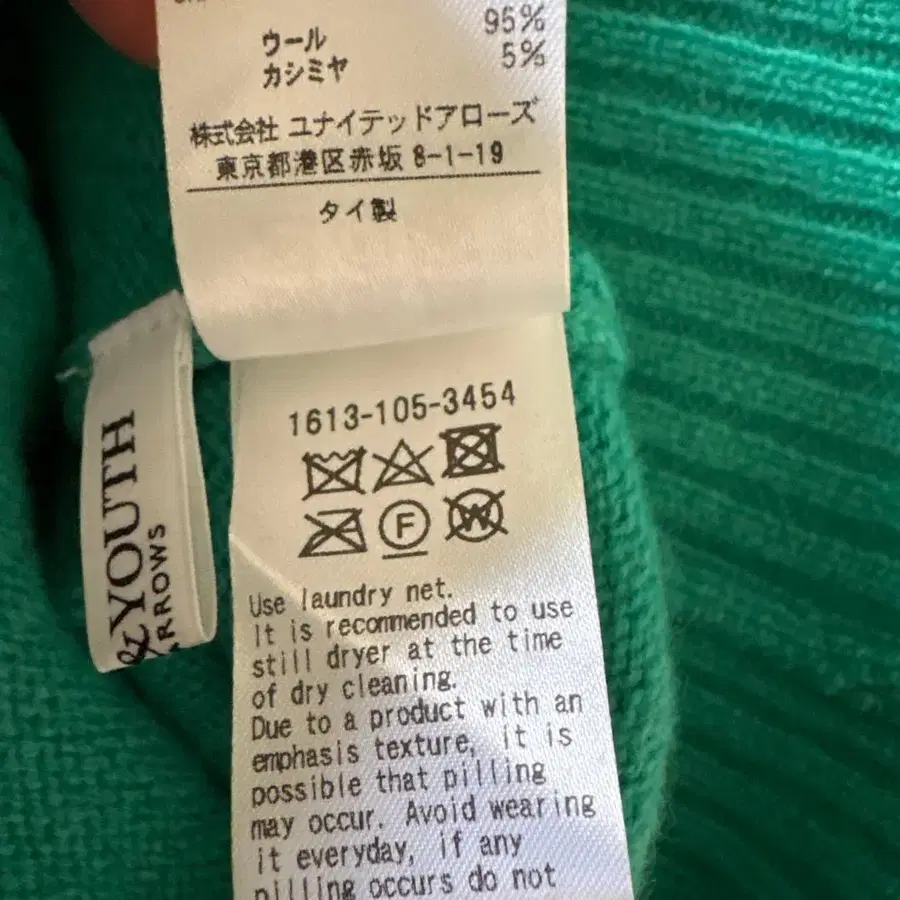 ウール 95%
カシミヤ 5%
株式会社 ユナイテッドアローズ
東京都港区赤坂 8-1-19
タイ製
& YOUTH
RROWS
1613-105-3454
F
W
Use laundry net.
It is recommended to use
still dryer at the time
of dry cleaning.
Due to a product with an
emphasis texture, it is
possible that pilling
may occur. Avoid wearing
it everyday, if any
pilling occurs do not